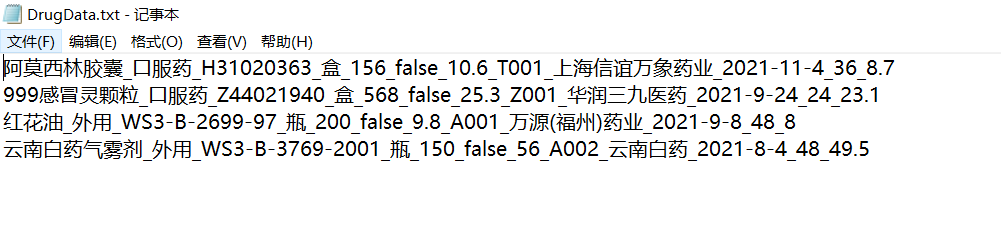 DrugData.txt - 记事本
文件(F) 编辑(E) 格式(O) 查看(V) 帮助(H)
阿莫西林胶囊_口服药_H31020363_盒_156_false_10.6_T001_上海信谊万象药业_2021-11-4_36_8.7
999感冒灵颗粒_口服药_Z44021940_盒_568_false_25.3_Z001_华润三九医药_2021-9-24_24_23.1
红花油_外用_WS3-B-2699-97_瓶_200_false_9.8_A001_万源(福州)药业_2021-9-8_48_8
云南白药气雾剂_外用_WS3-B-3769-2001_瓶_150_false_56_A002_云南白药_2021-8-4_48_49.5